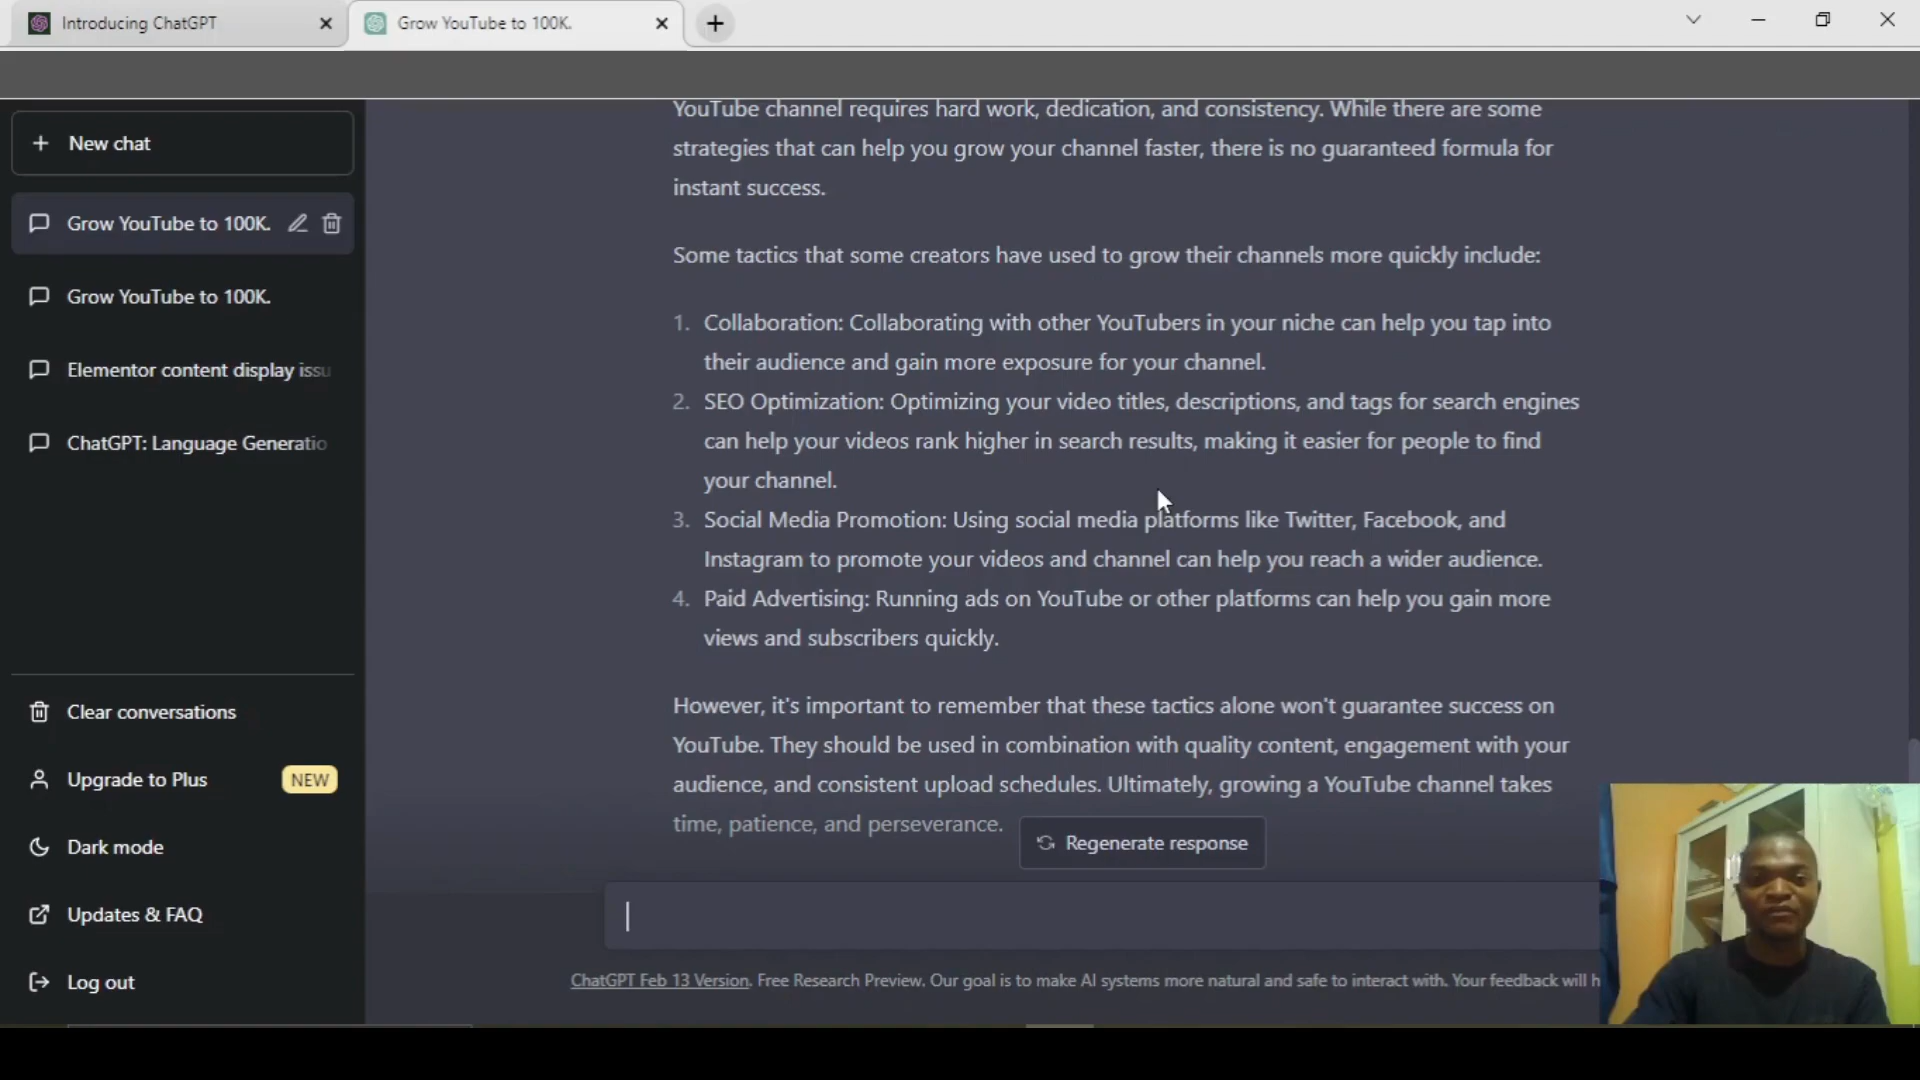 Introducing ChatGPT
Grow YouTube to 100K.
New chat
Grow YouTube to 100K.
Grow YouTube to 100K.
Elementor content display issu
ChatGPT: Language Generatio
Clear conversations
Upgrade to Plus NEW
Dark mode
Updates & FAQ
Log out
YouTube channel requires hard work, dedication, and consistency. While there are some
strategies that can help you grow your channel faster, there is no guaranteed formula for
instant success.
Some tactics that some creators have used to grow their channels more quickly include:
1. Collaboration: Collaborating with other YouTubers in your niche can help you tap into
their audience and gain more exposure for your channel.
2. SEO Optimization: Optimizing your video titles, descriptions, and tags for search engines
can help your videos rank higher in search results, making it easier for people to find
your channel.
3. Social Media Promotion: Using social media platforms like Twitter, Facebook, and
Instagram to promote your videos and channel can help you reach a wider audience.
4. Paid Advertising: Running ads on YouTube or other platforms can help you gain more
views and subscribers quickly.
However, it's important to remember that these tactics alone won't guarantee success on
YouTube. They should be used in combination with quality content, engagement with your
audience, and consistent upload schedules. Ultimately, growing a YouTube channel takes
time, patience, and perseverance.
Regenerate response
ChatGPT Feb 13 Version. Free Research Preview. Our goal is to make AI systems more natural and safe to interact with. Your feedback will h